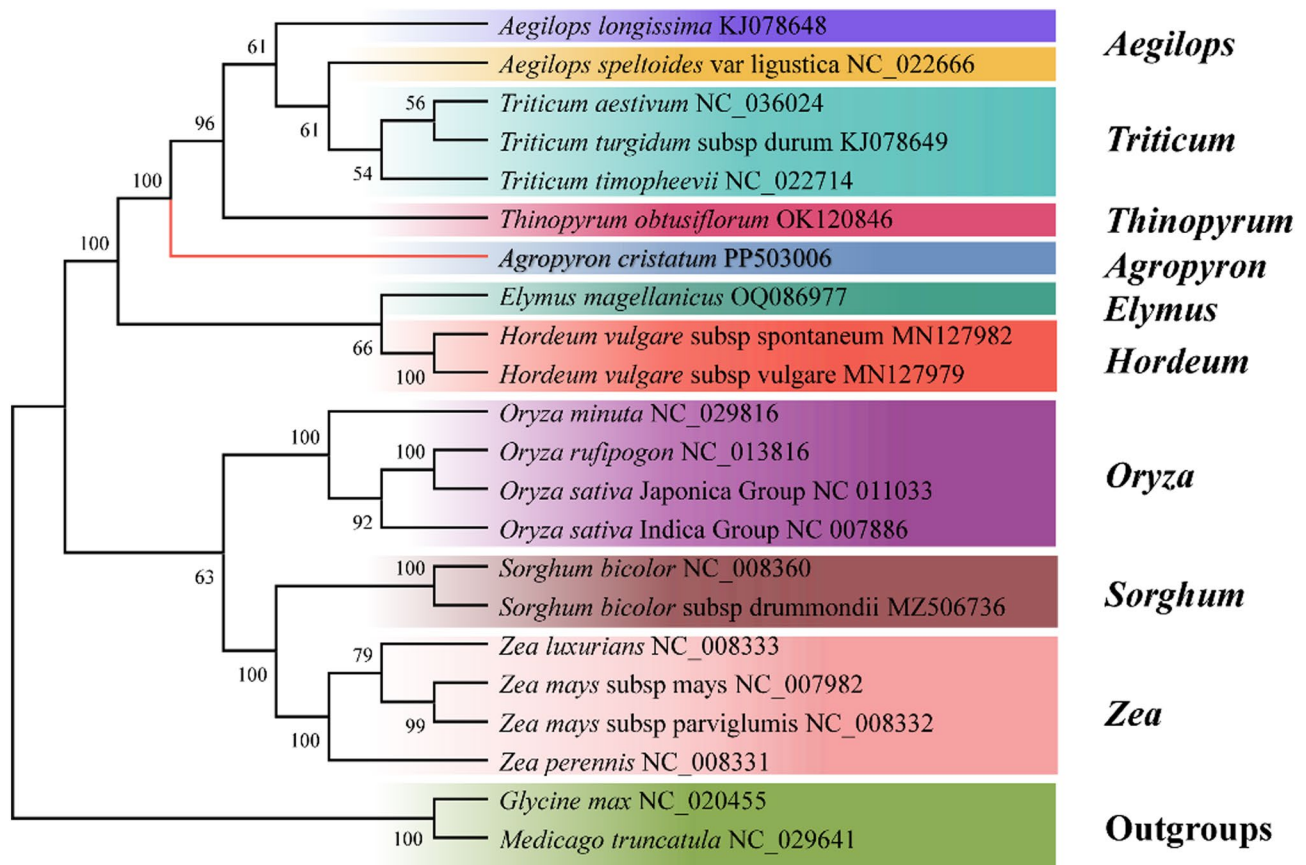 Aegilops longissima KJ078648
Aegilops
61
Aegilops speltoides var ligustica NC_022666
56
Triticum aestivum NC_036024
96
61
Triticum turgidum subsp durum KJ078649
Triticum
100
54
Triticum timopheevii NC_022714
Thinopyrum obtusiflorum OK120846
Thinopyrum
100
Agropyron cristatum PP503006
Agropyron
Elymus magellanicus OQ086977
Elymus
Hordeum vulgare subsp spontaneum MN127982
66
Hordeum
100
Hordeum vulgare subsp vulgare MN127979
Oryza minuta NC_029816
100
100
Oryza rufipogon NC_013816
Oryza
Oryza sativa Japonica Group NC 011033
92
Oryza sativa Indica Group NC 007886
63
100
Sorghum bicolor NC_008360
Sorghum
Sorghum bicolor subsp drummondii MZ506736
79
Zea luxurians NC_008333
100
Zea mays subsp mays NC_007982
99
Zea mays subsp parviglumis NC_008332
Zea
100
Zea perennis NC_008331
Glycine max NC_020455
Outgroups
100
Medicago truncatula NC_029641